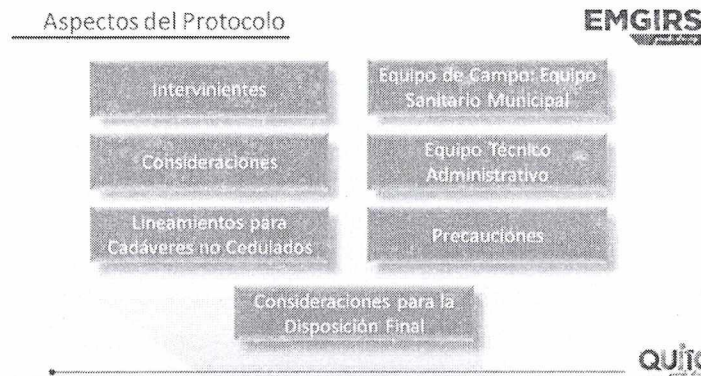 Aspectos del Protocolo
EMGIRS
Intervinientes
Equipo de Campo: Equipo
Sanitario Municipal
Consideraciones
Equipo Técnico
Administrativo
Lineamientos para
Cadáveres no Cedulados
Precauciones
Consideraciones para la
Disposición Final
QUITO